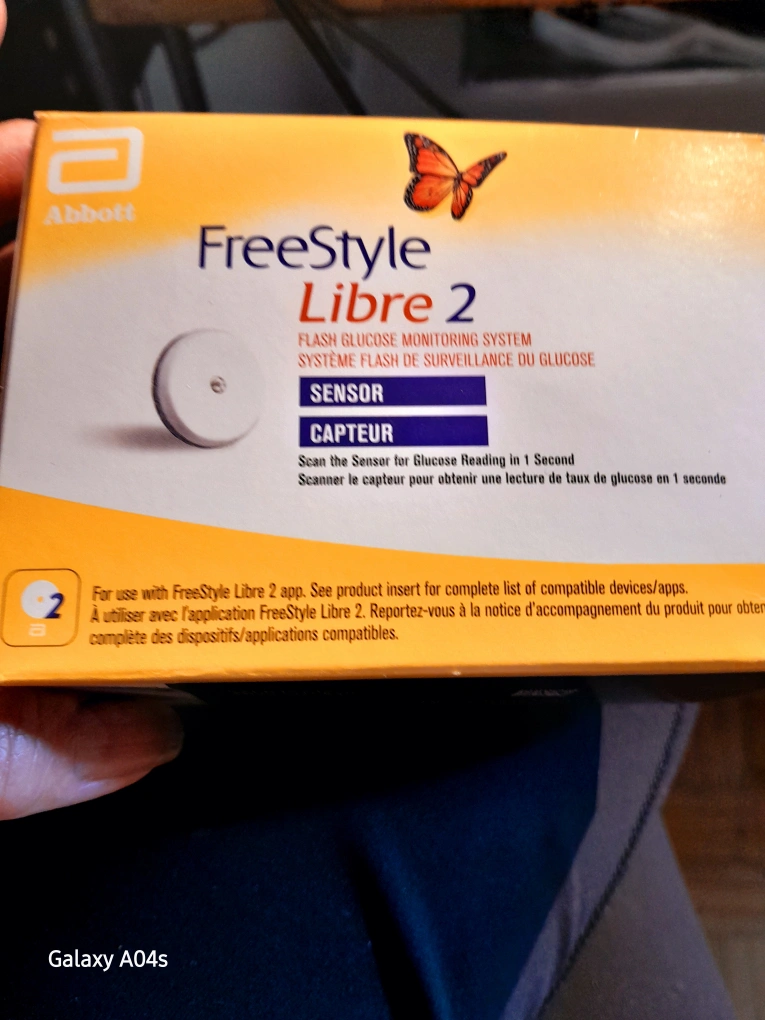 Abbott
FreeStyle
Libre 2
FLASH GLUCOSE MONITORING SYSTEM
SYSTÈME FLASH DE SURVEILLANCE DU GLUCOSE
SENSOR
CAPTEUR
Scan the Sensor for Glucose Reading in 1 Second
Scanner le capteur pour obtenir une lecture de taux de glucose en 1 seconde
2
For use with FreeStyle Libre 2 app. See product insert for complete list of compatible devices/apps.
À utiliser avec l'application FreeStyle Libre 2. Reportez-vous à la notice d'accompagnement du produit pour
complète des dispositifs/applications compatibles.
Galaxy A04s